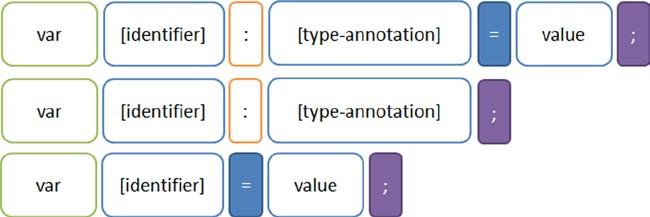 var [identifier] : [type-annotation] = value ;
var [identifier] : [type-annotation] ;
var [identifier] = value ;